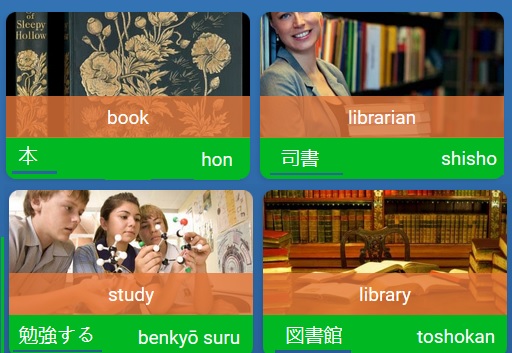 of
Sleepy
Hollow
book
本
hon
librarian
司書
shisho
study
勉強する
benkyō suru
library
図書館
toshokan